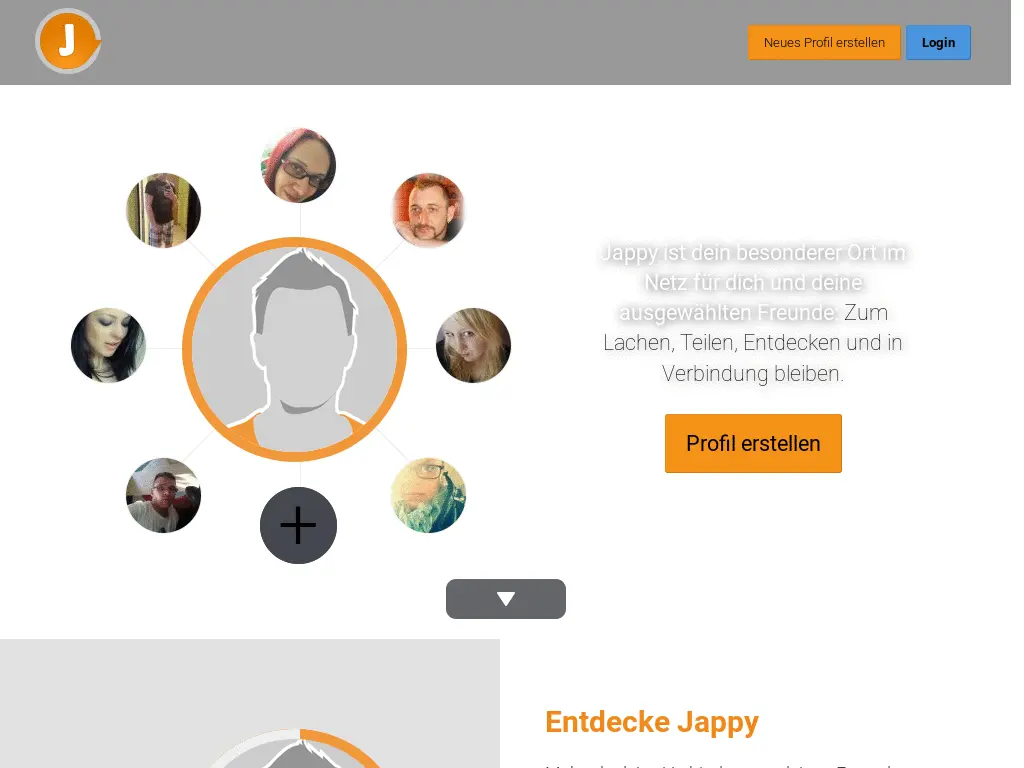 J
Neues Profil erstellen
Login
Jappy ist dein besonderer Ort im
Netz für dich und deine
ausgewählten Freunde: Zum
Lachen, Teilen, Entdecken und in
Verbindung bleiben.
Profil erstellen
Entdecke Jappy